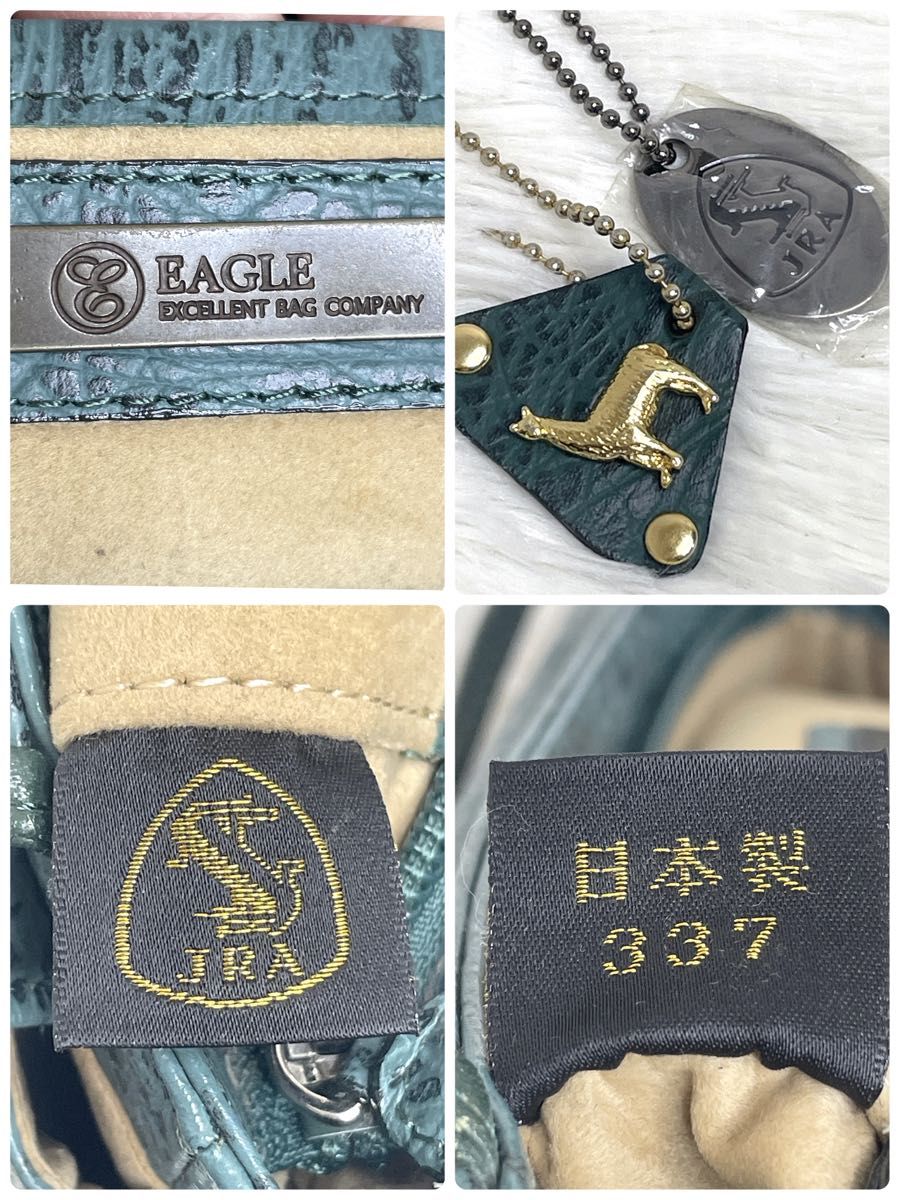 E EAGLE
EXCELLENT BAG COMPANY
JRA
JRA
日本製
337